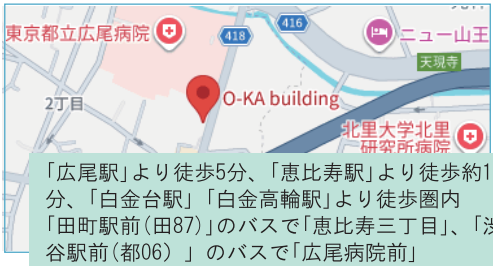 東京都立広尾病院
418
416
ニュー山王
天現寺
2丁目
O-KA building
北里大学北里
研究所病院
「広尾駅」より徒歩5分、「恵比寿駅」より徒歩約1
分、「白金台駅」「白金高輪駅」より徒歩圏内
「田町駅前(田87)」のバスで「恵比寿三丁目」、「渋
谷駅前(都06)」のバスで「広尾病院前」